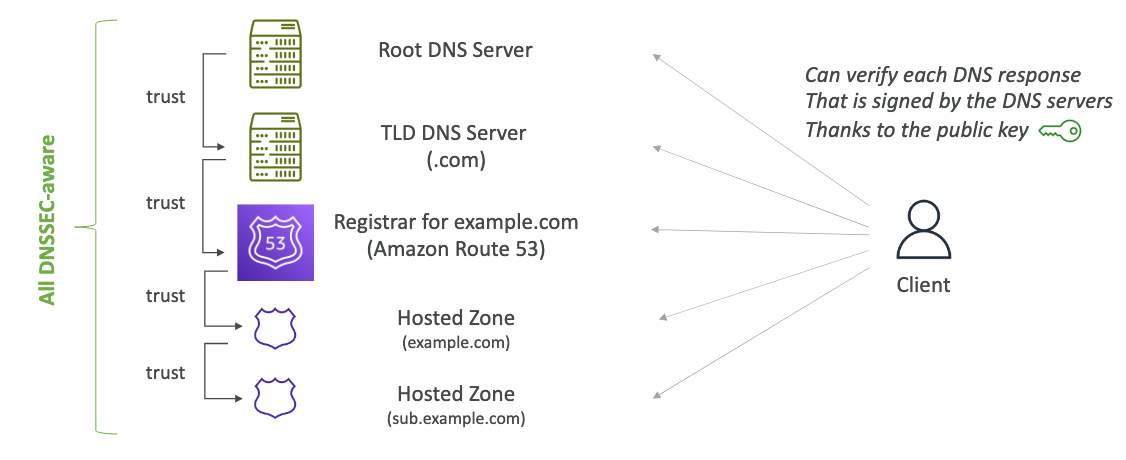 All DNSSEC-aware
trust
trust
trust
trust
Root DNS Server
TLD DNS Server
(.com)
53
Registrar for example.com
(Amazon Route 53)
Hosted Zone
(example.com)
Hosted Zone
(sub.example.com)
Can verify each DNS response
That is signed by the DNS servers
Thanks to the public key
Client